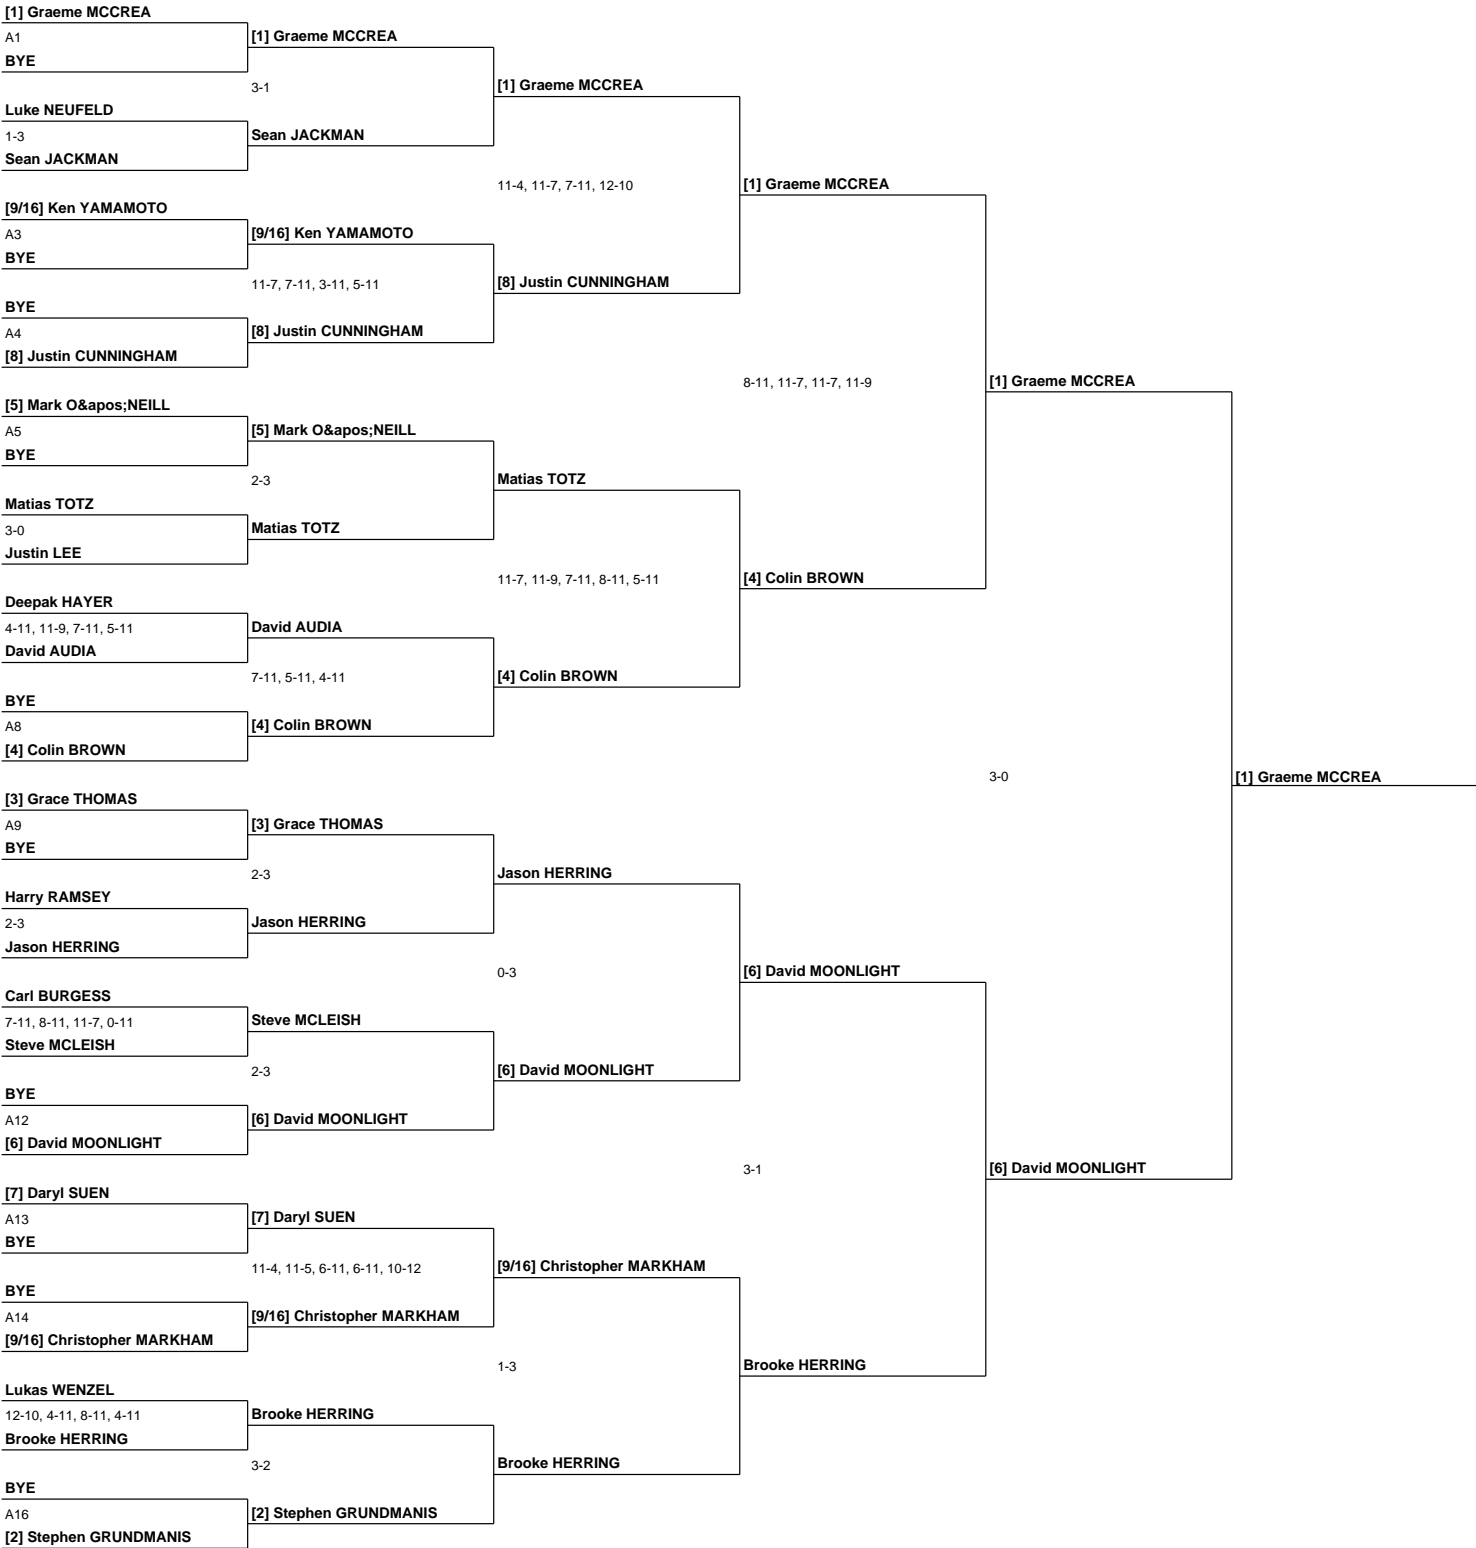 [1] Graeme MCCREA
A1
[1] Graeme MCCREA
BYE
3-1
[1] Graeme MCCREA
Luke NEUFELD
1-3
Sean JACKMAN
Sean JACKMAN
11-4, 11-7, 7-11, 12-10
[1] Graeme MCCREA
[9/16] Ken YAMAMOTO
A3
[9/16] Ken YAMAMOTO
BYE
11-7, 7-11, 3-11, 5-11
[8] Justin CUNNINGHAM
BYE
A4
[8] Justin CUNNINGHAM
[8] Justin CUNNINGHAM
8-11, 11-7, 11-7, 11-9
[1] Graeme MCCREA
[5] Mark O&apos;NEILL
A5
[5] Mark O&apos;NEILL
BYE
2-3
Matias TOTZ
Matias TOTZ
3-0
Matias TOTZ
Justin LEE
11-7, 11-9, 7-11, 8-11, 5-11
[4] Colin BROWN
Deepak HAYER
4-11, 11-9, 7-11, 5-11
David AUDIA
David AUDIA
7-11, 5-11, 4-11
[4] Colin BROWN
BYE
A8
[4] Colin BROWN
[4] Colin BROWN
3-0
[1] Graeme MCCREA
[3] Grace THOMAS
A9
[3] Grace THOMAS
BYE
2-3
Jason HERRING
Harry RAMSEY
2-3
Jason HERRING
Jason HERRING
0-3
[6] David MOONLIGHT
Carl BURGESS
7-11, 8-11, 11-7, 0-11
Steve MCLEISH
Steve MCLEISH
2-3
[6] David MOONLIGHT
BYE
A12
[6] David MOONLIGHT
[6] David MOONLIGHT
3-1
[6] David MOONLIGHT
[7] Daryl SUEN
A13
[7] Daryl SUEN
BYE
11-4, 11-5, 6-11, 6-11, 10-12
[9/16] Christopher MARKHAM
BYE
A14
[9/16] Christopher MARKHAM
[9/16] Christopher MARKHAM
1-3
Brooke HERRING
Lukas WENZEL
12-10, 4-11, 8-11, 4-11
Brooke HERRING
Brooke HERRING
3-2
Brooke HERRING
BYE
A16
[2] Stephen GRUNDMANIS
[2] Stephen GRUNDMANIS